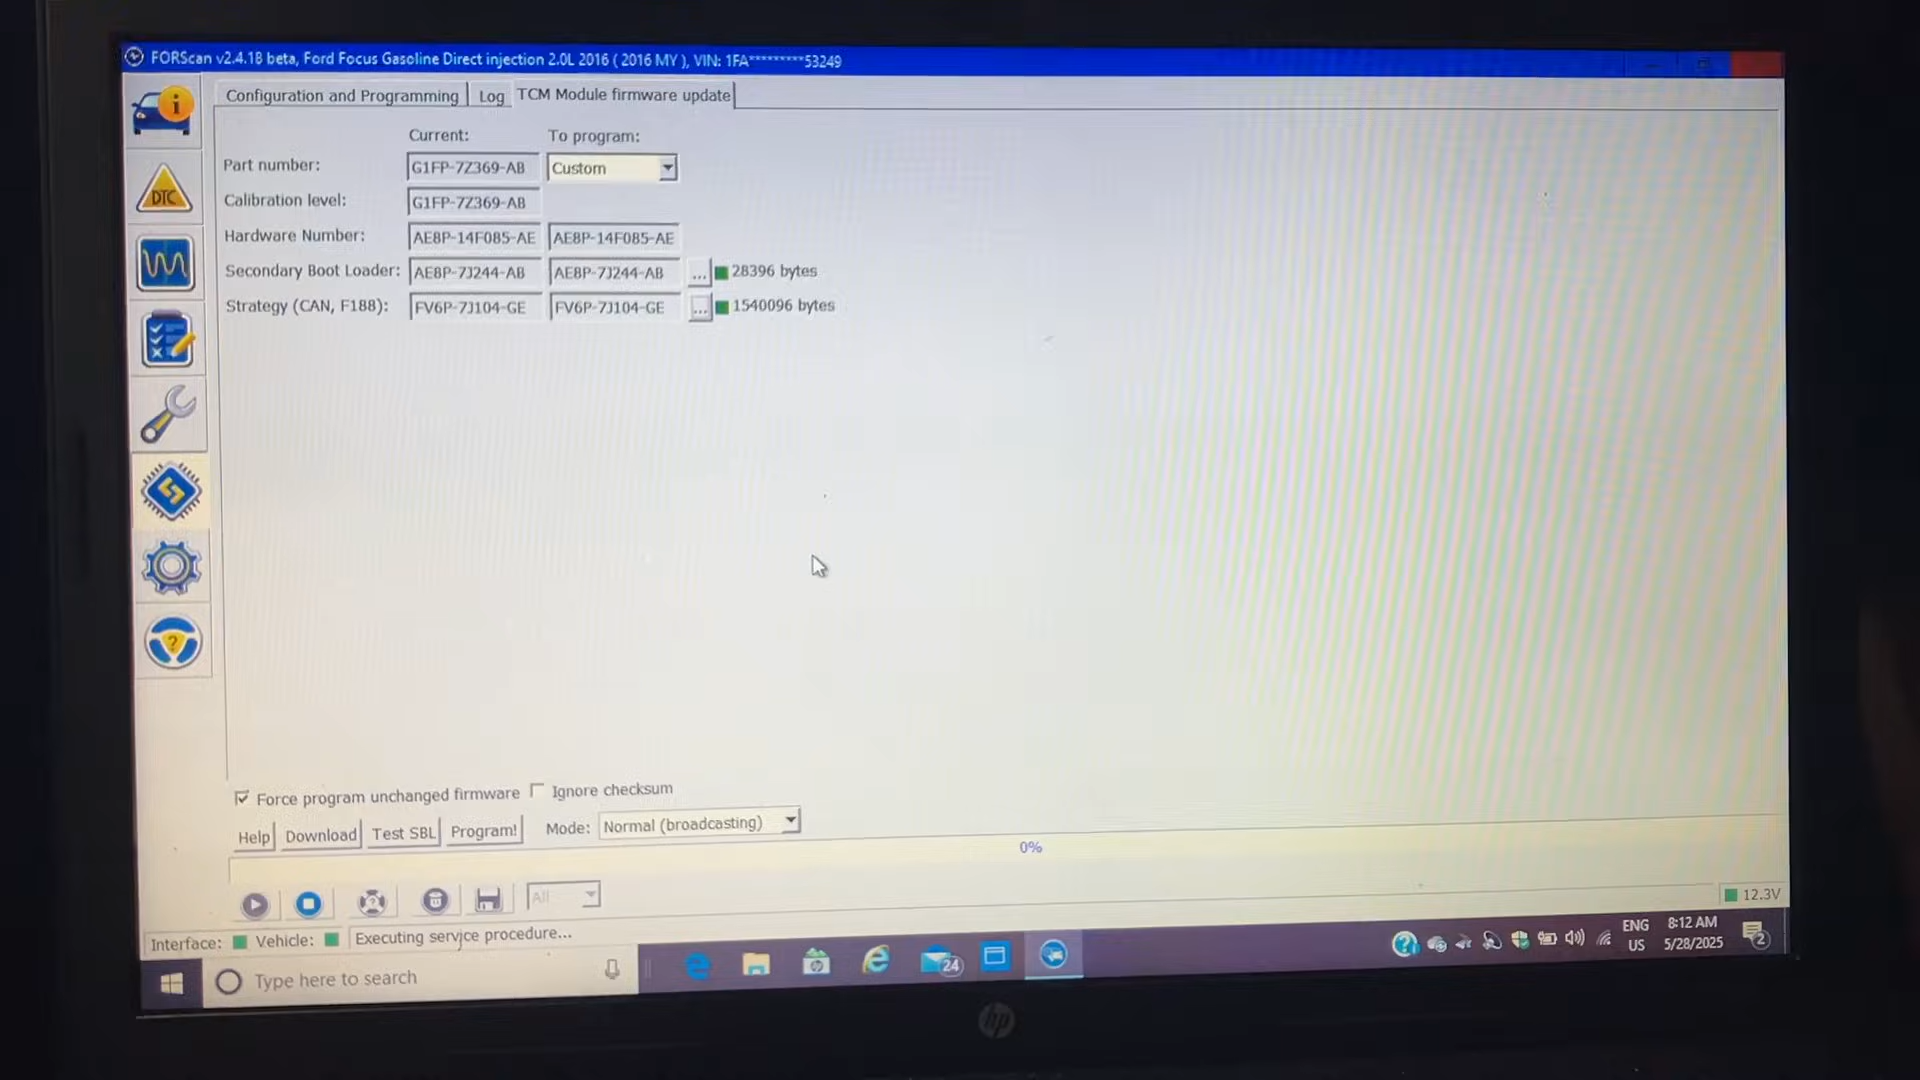 FORScan v2.4.18 beta, Ford Focus Gasoline Direct injection 2.0L 2016 ( 2016 MY ), VIN: 1FA*********53249
Configuration and Programming Log TCM Module firmware update
Current: To program:
Part number: G1FP-7Z369-AB Custom
Calibration level: G1FP-7Z369-AB
Hardware Number: AE8P-14F085-AE AE8P-14F085-AE
Secondary Boot Loader: AE8P-7J244-AB AE8P-7J244-AB ... 28396 bytes
Strategy (CAN, F188): FV6P-7J104-GE FV6P-7J104-GE ... 1540096 bytes
DTC
Force program unchanged firmware Ignore checksum
Help Download Test SBL Program! Mode: Normal (broadcasting)
0%
All
12.3V
Interface: Vehicle: Executing service procedure...
Type here to search
24
ENG
US
8:12 AM
5/28/2025
2
hp